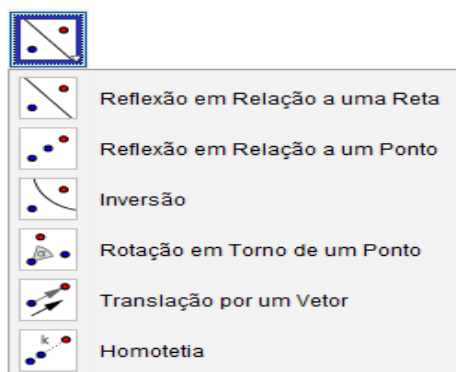 Reflexão em Relação a uma Reta
Reflexão em Relação a um Ponto
Inversão
α
Rotação em Torno de um Ponto
Translação por um Vetor
k
Homotetia